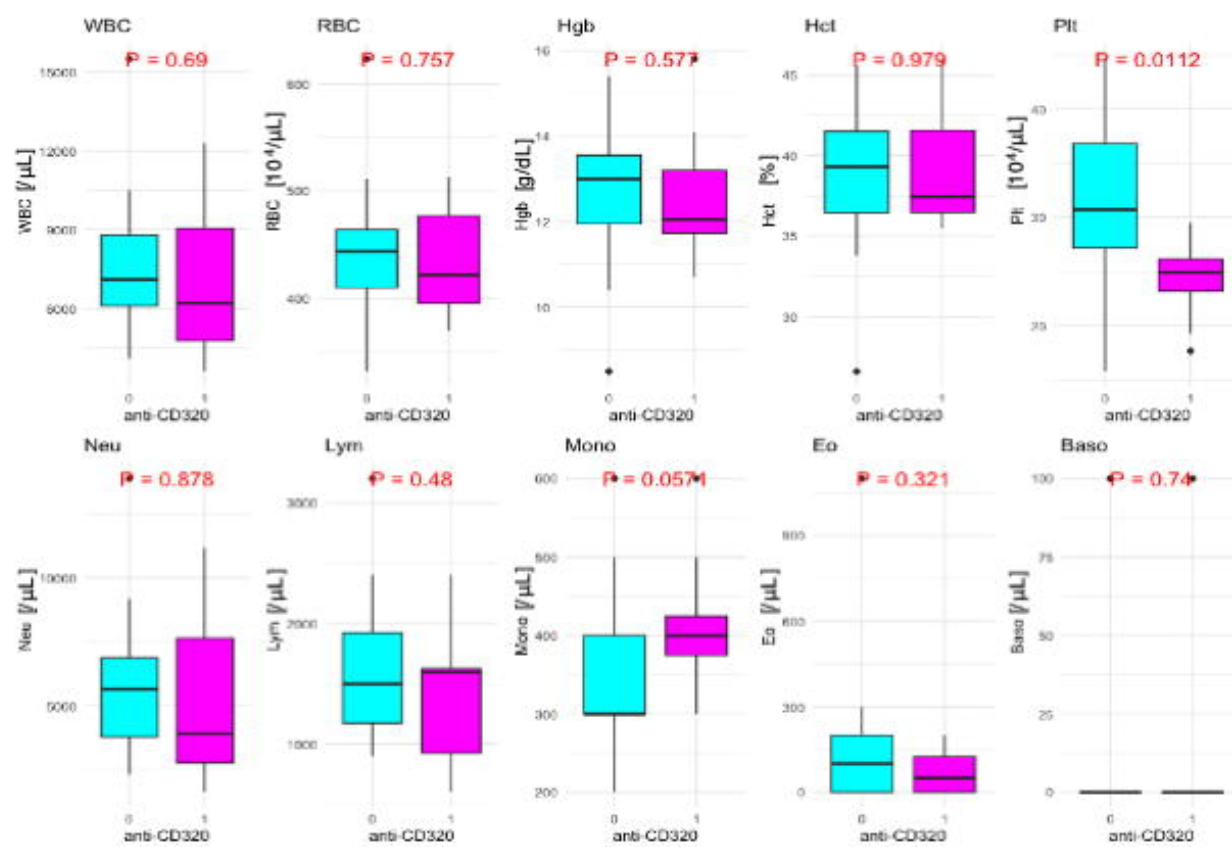 WBC
P = 0.69
WBC [/μL]
15000
12000
9000
6000
0 1
anti-CD320
RBC
P = 0.757
RBC [10⁴/μL]
600
500
400
0 1
anti-CD320
Hgb
P = 0.577
Hgb [g/dL]
16
14
12
10
0 1
anti-CD320
Hct
P = 0.979
Hct [%]
45
40
35
30
0 1
anti-CD320
Plt
P = 0.0112
Plt [10⁴/μL]
40
30
20
0 1
anti-CD320
Neu
P = 0.878
Neu [/μL]
10000
5000
0 1
anti-CD320
Lym
P = 0.48
Lym [/μL]
3000
2000
1000
0 1
anti-CD320
Mono
P = 0.0571
Mono [/μL]
600
500
400
300
200
0 1
anti-CD320
Eo
P = 0.321
Eo [/μL]
900
600
300
0
0 1
anti-CD320
Baso
P = 0.74
Baso [/μL]
100
75
50
25
0
0 1
anti-CD320